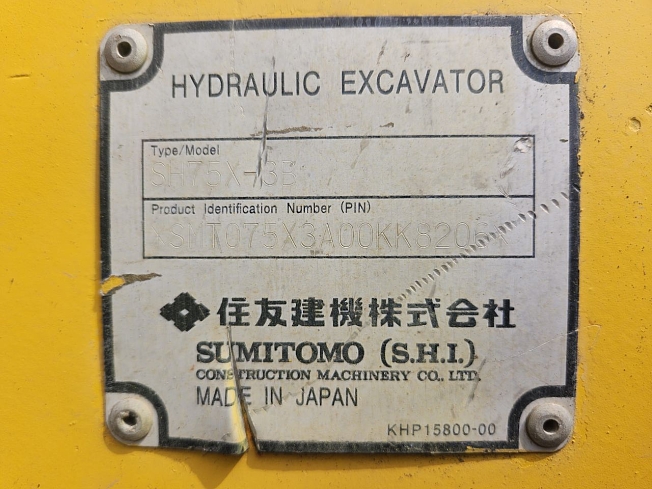 HYDRAULIC EXCAVATOR
Type/Model
SH75X-3B
Product Identification Number (PIN)
住友建機株式会社
SUMITOMO (S.H.I.)
CONSTRUCTION MACHINERY CO., LTD.
MADE IN JAPAN
KHP15800-00